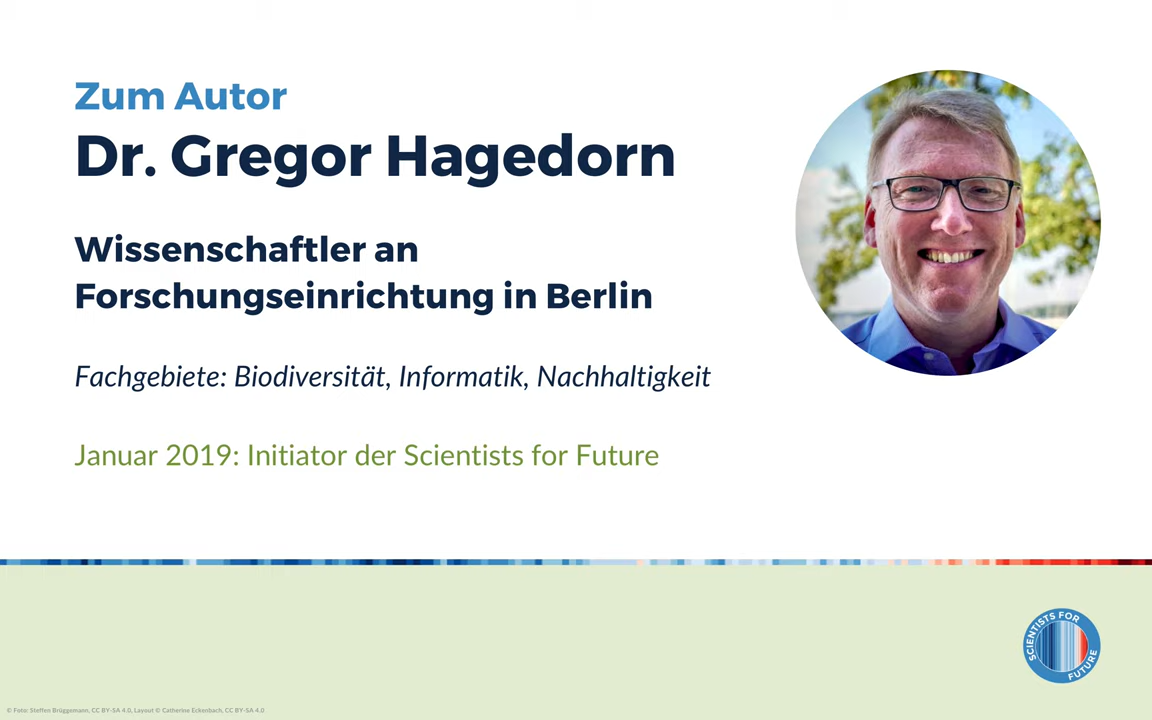 Zum Autor
Dr. Gregor Hagedorn
Wissenschaftler an
Forschungseinrichtung in Berlin
Fachgebiete: Biodiversität, Informatik, Nachhaltigkeit
Januar 2019: Initiator der Scientists for Future
SCIENTISTS FOR
FUTURE
© Foto: Steffen Brüggemann, CC BY-SA 4.0, Layout © Catherine Eckenbach, CC BY-SA 4.0